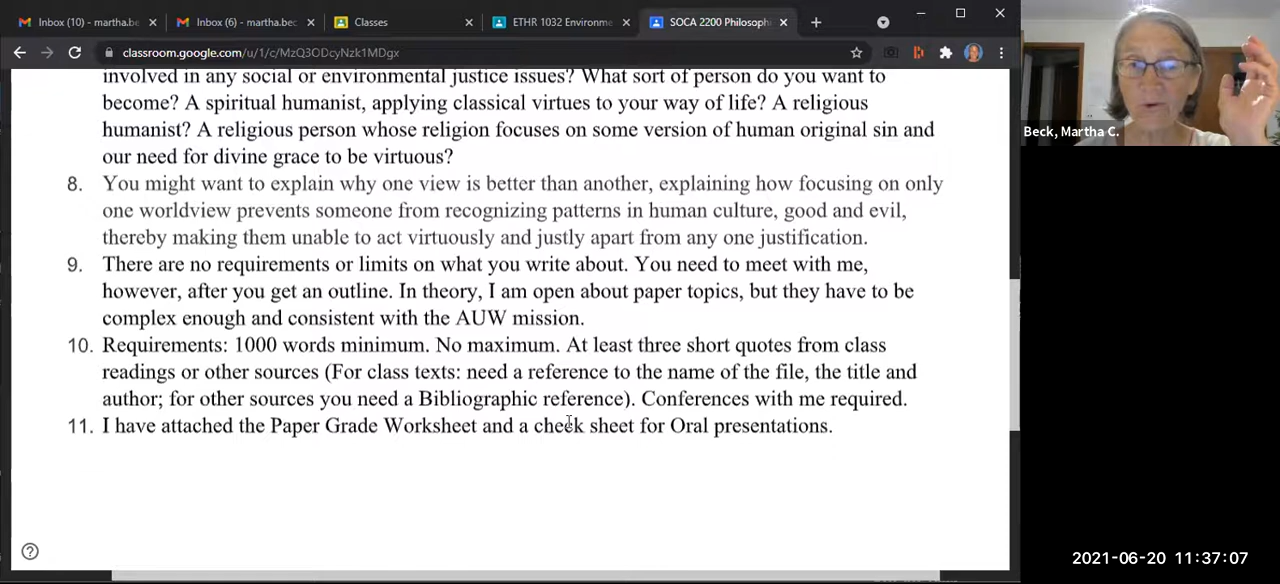 Inbox (10) - martha.be
Inbox (6) - martha.bec
Classes
ETHR 1032 Environme
SOCA 2200 Philosophi
classroom.google.com/u/1/c/MzQ3ODcyNzk1MDgx
involved in any social or environmental justice issues? What sort of person do you want to
become? A spiritual humanist, applying classical virtues to your way of life? A religious
humanist? A religious person whose religion focuses on some version of human original sin and
our need for divine grace to be virtuous?
8. You might want to explain why one view is better than another, explaining how focusing on only
one worldview prevents someone from recognizing patterns in human culture, good and evil,
thereby making them unable to act virtuously and justly apart from any one justification.
9. There are no requirements or limits on what you write about. You need to meet with me,
however, after you get an outline. In theory, I am open about paper topics, but they have to be
complex enough and consistent with the AUW mission.
10. Requirements: 1000 words minimum. No maximum. At least three short quotes from class
readings or other sources (For class texts: need a reference to the name of the file, the title and
author; for other sources you need a Bibliographic reference). Conferences with me required.
11. I have attached the Paper Grade Worksheet and a check sheet for Oral presentations.
Beck, Martha C.
2021-06-20 11:37:07